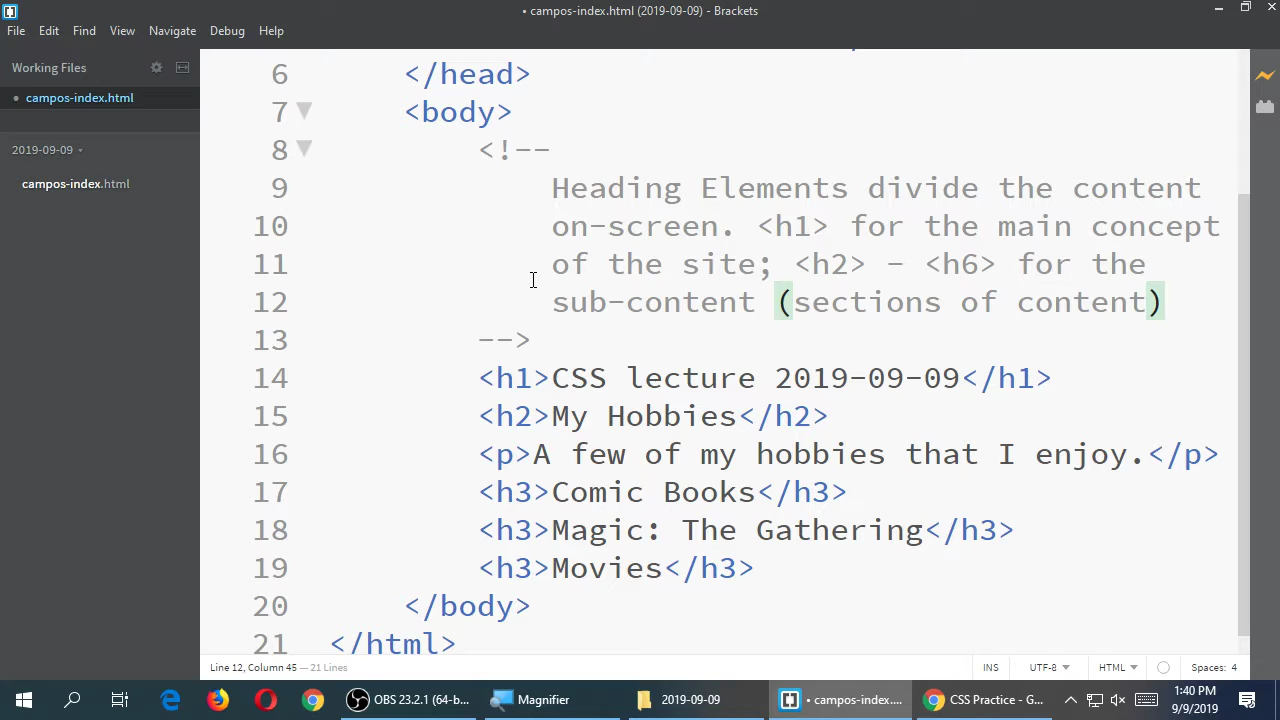 • campos-index.html (2019-09-09) - Brackets
File Edit Find View Navigate Debug Help
Working Files
• campos-index.html
2019-09-09
campos-index.html
6 </head>
7 <body>
8 <!--
9 Heading Elements divide the content
10 on-screen. <h1> for the main concept
11 of the site; <h2> - <h6> for the
12 sub-content (sections of content)
13 -->
14 <h1>CSS lecture 2019-09-09</h1>
15 <h2>My Hobbies</h2>
16 <p>A few of my hobbies that I enjoy.</p>
17 <h3>Comic Books</h3>
18 <h3>Magic: The Gathering</h3>
19 <h3>Movies</h3>
20 </body>
21 </html>
Line 12, Column 45 — 21 Lines
INS UTF-8 HTML Spaces: 4
OBS 23.2.1 (64-b... Magnifier 2019-09-09 • campos-index.... CSS Practice - G... 1:40 PM
9/9/2019